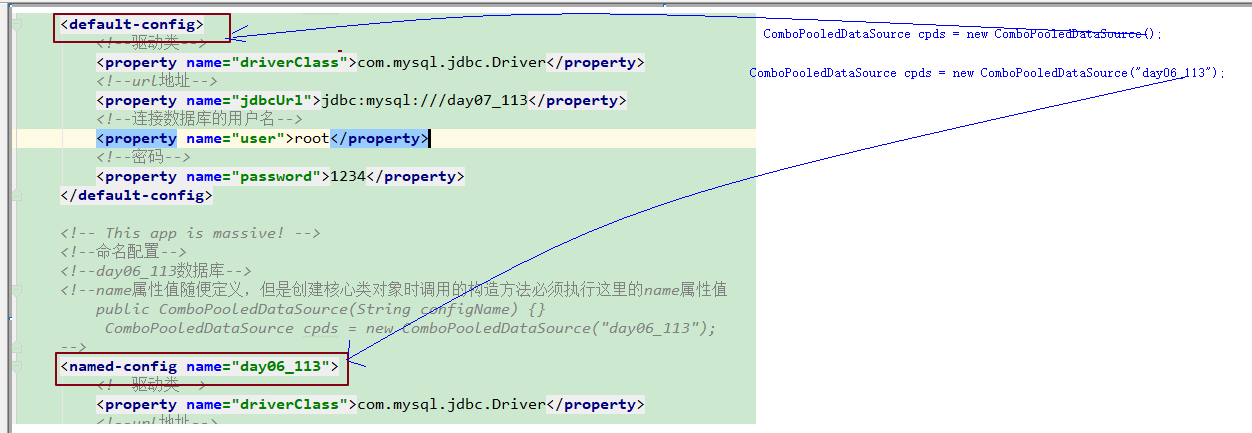 <default-config>
<!--驱动类-->
<property name="driverClass">com.mysql.jdbc.Driver</property>
<!--url地址-->
<property name="jdbcUrl">jdbc:mysql:///day07_113</property>
<!--连接数据库的用户名-->
<property name="user">root</property>
<!--密码-->
<property name="password">1234</property>
</default-config>
<!-- This app is massive! -->
<!--命名配置-->
<!--day06_113数据库-->
<!--name属性值随便定义，但是创建核心类对象时调用的构造方法必须执行这里的name属性值
public ComboPooledDataSource(String configName) {}
ComboPooledDataSource cpds = new ComboPooledDataSource("day06_113");
-->
<named-config name="day06_113">
<!--驱动类-->
<property name="driverClass">com.mysql.jdbc.Driver</property>
<!--url地址-->
ComboPooledDataSource cpds = new ComboPooledDataSource();
ComboPooledDataSource cpds = new ComboPooledDataSource("day06_113");